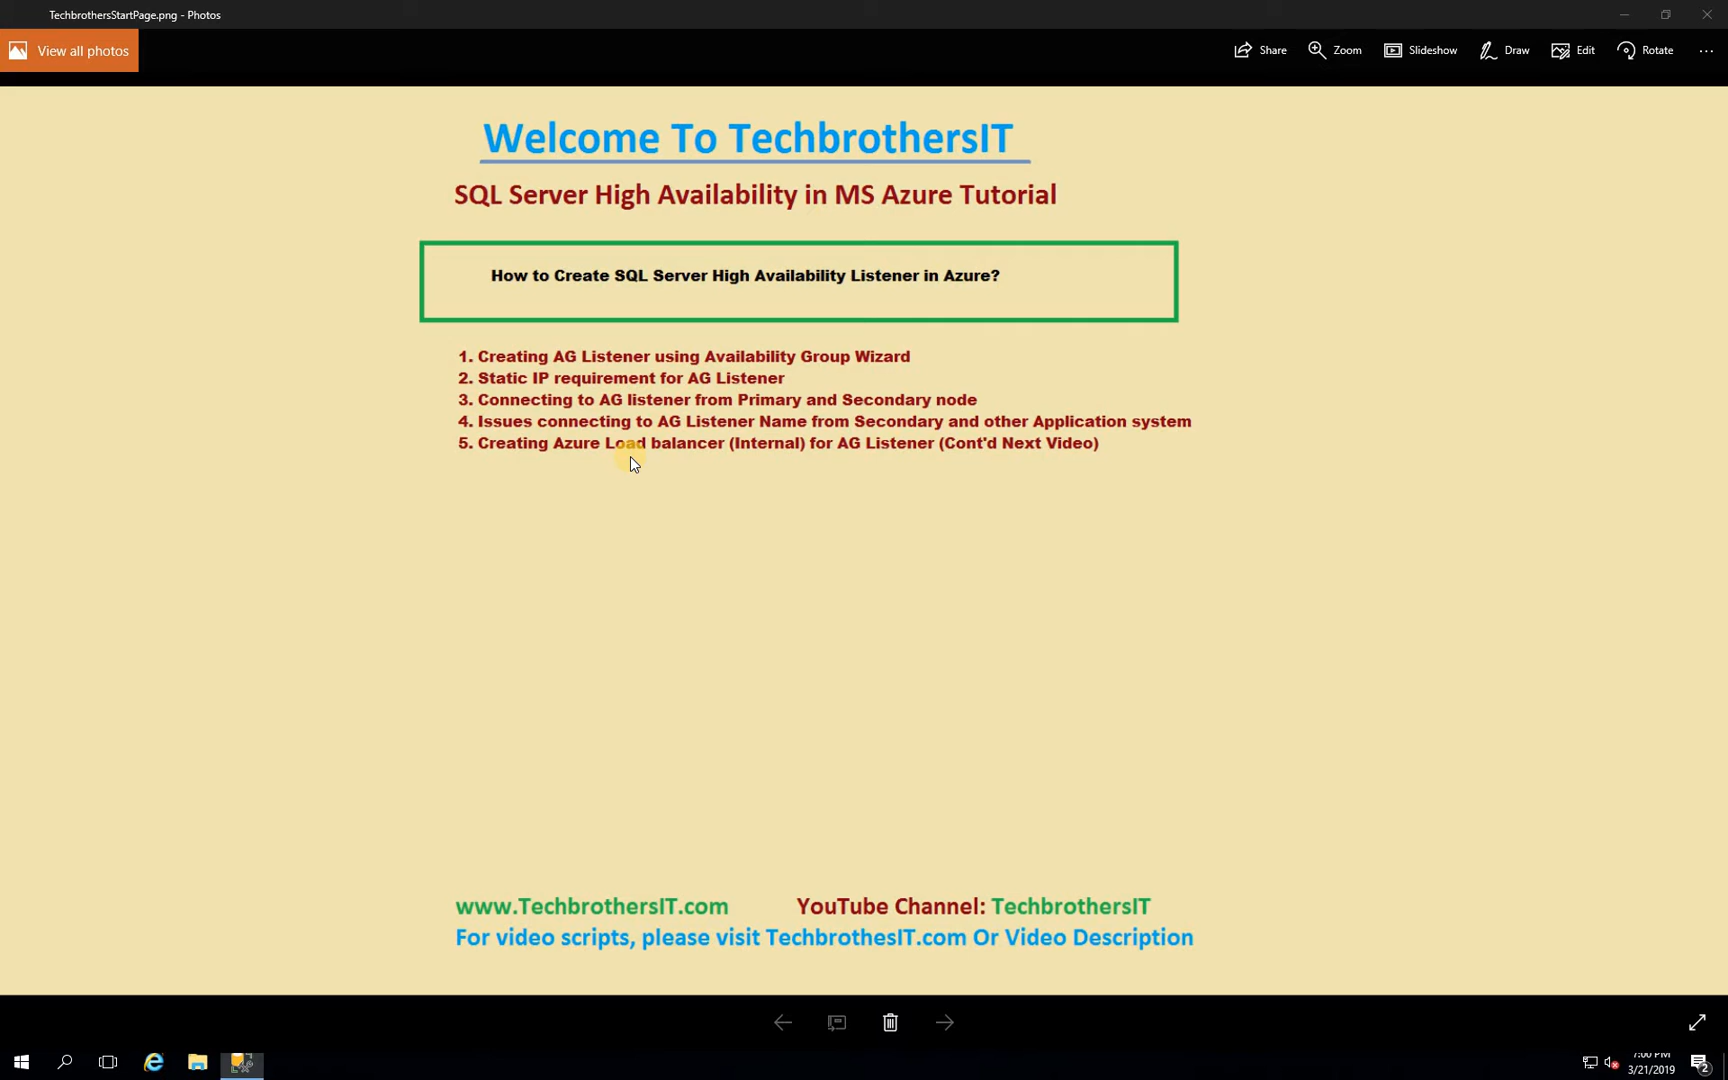 TechbrothersStartPage.png - Photos
View all photos
Share
Zoom
Slideshow
Draw
Edit
Rotate
Welcome To TechbrothersIT
SQL Server High Availability in MS Azure Tutorial
How to Create SQL Server High Availability Listener in Azure?
1. Creating AG Listener using Availability Group Wizard
2. Static IP requirement for AG Listener
3. Connecting to AG listener from Primary and Secondary node
4. Issues connecting to AG Listener Name from Secondary and other Application system
5. Creating Azure Load balancer (Internal) for AG Listener (Cont'd Next Video)
www.TechbrothersIT.com YouTube Channel: TechbrothersIT
For video scripts, please visit TechbrothesIT.com Or Video Description
7:00 PM
3/21/2019
2